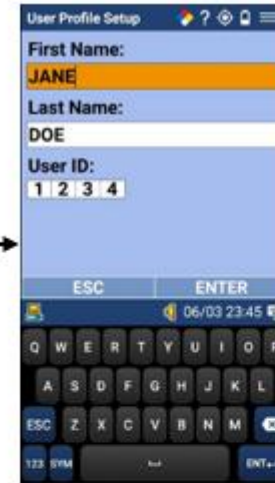 User Profile Setup ?
First Name:
JANE
Last Name:
DOE
User ID:
1 2 3 4
ESC ENTER
06/03 23:45
Q W E R T Y U I O P
A S D F G H J K L
ESC Z X C V B N M
123 SYM ENT